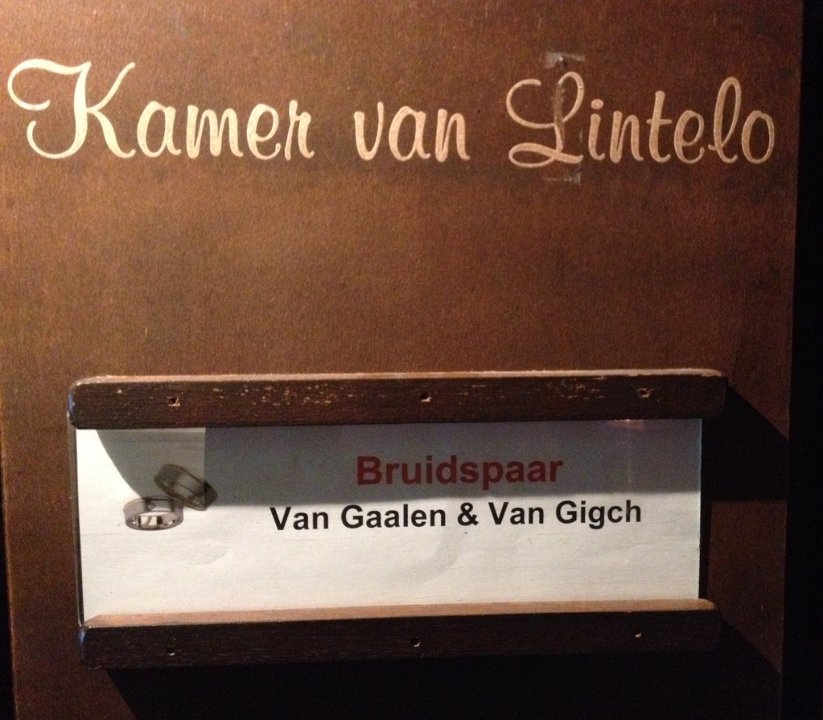 Kamer van Lintelo
Bruidspaar
Van Gaalen & Van Gigch